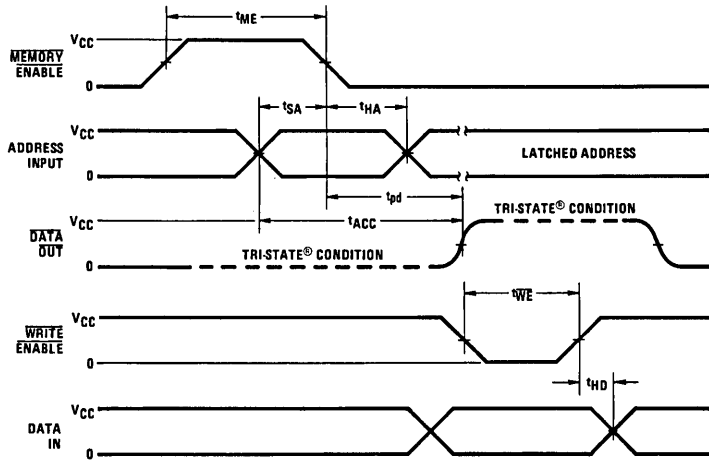 tME
VCC
MEMORY
ENABLE
0
tSA
tHA
VCC
ADDRESS
INPUT
LATCHED ADDRESS
0
tpd
tACC
VCC
TRI-STATE® CONDITION
DATA
OUT
TRI-STATE® CONDITION
0
tWE
VCC
WRITE
ENABLE
0
tHD
VCC
DATA
IN
0